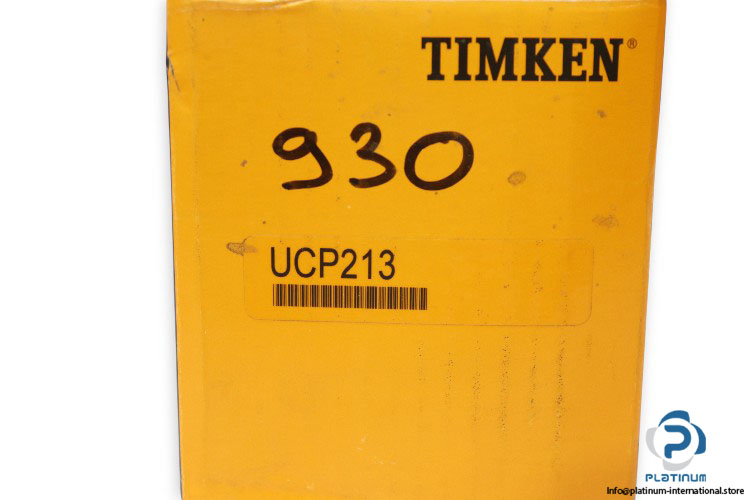 TIMKEN®
930
UCP213
PLATINUM
Info@platinum-international.store